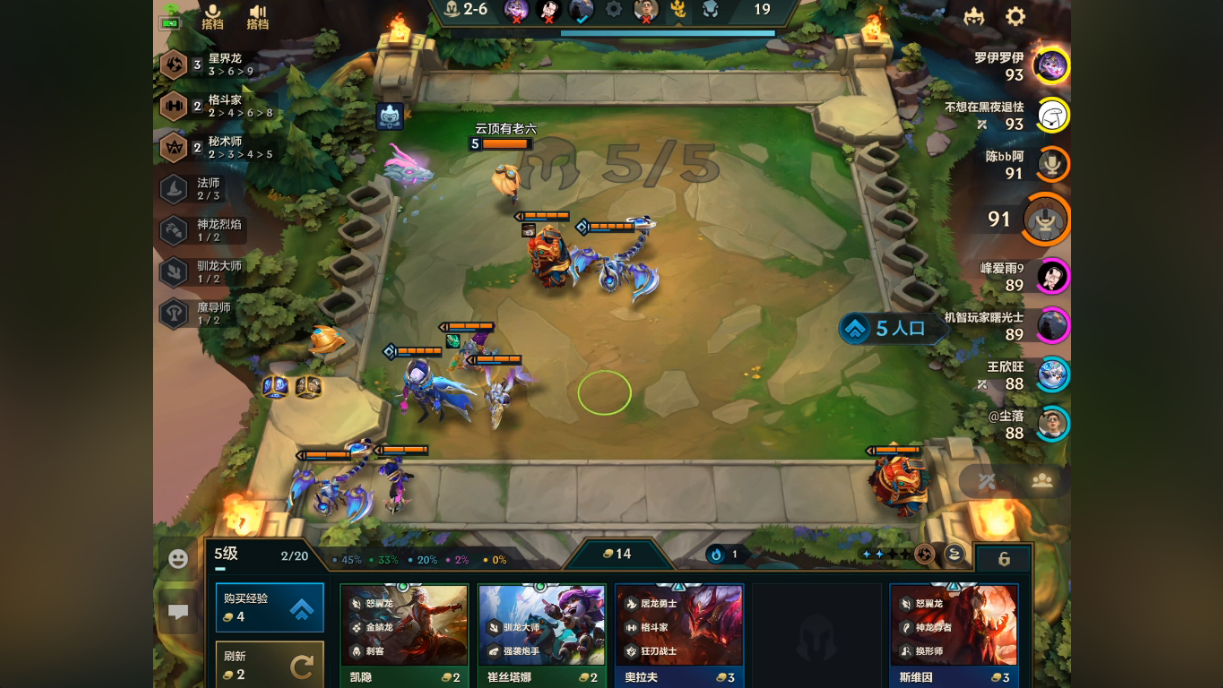 2-6
19
搭档
搭档
3
星界龙
3 > 6 > 9
2
格斗家
2 > 4 > 6 > 8
2
秘术师
2 > 3 > 4 > 5
法师
2 / 3
神龙烈焰
1 / 2
驯龙大师
1 / 2
魔导师
1 / 2
云顶有老六
5
5/5
罗伊罗伊
93
不想在黑夜退怯
93
陈bb阿
91
91
峰爱雨9
89
机智玩家曙光士
89
王欣旺
88
@尘落
88
5 人口
5级
2/20
45%
33%
20%
2%
0%
14
1
购买经验
4
刷新
2
怒翼龙
金鳞龙
刺客
凯隐
2
驯龙大师
强袭炮手
崔丝塔娜
2
屠龙勇士
格斗家
狂刃战士
奥拉夫
3
怒翼龙
神龙尊者
换形师
斯维因
3